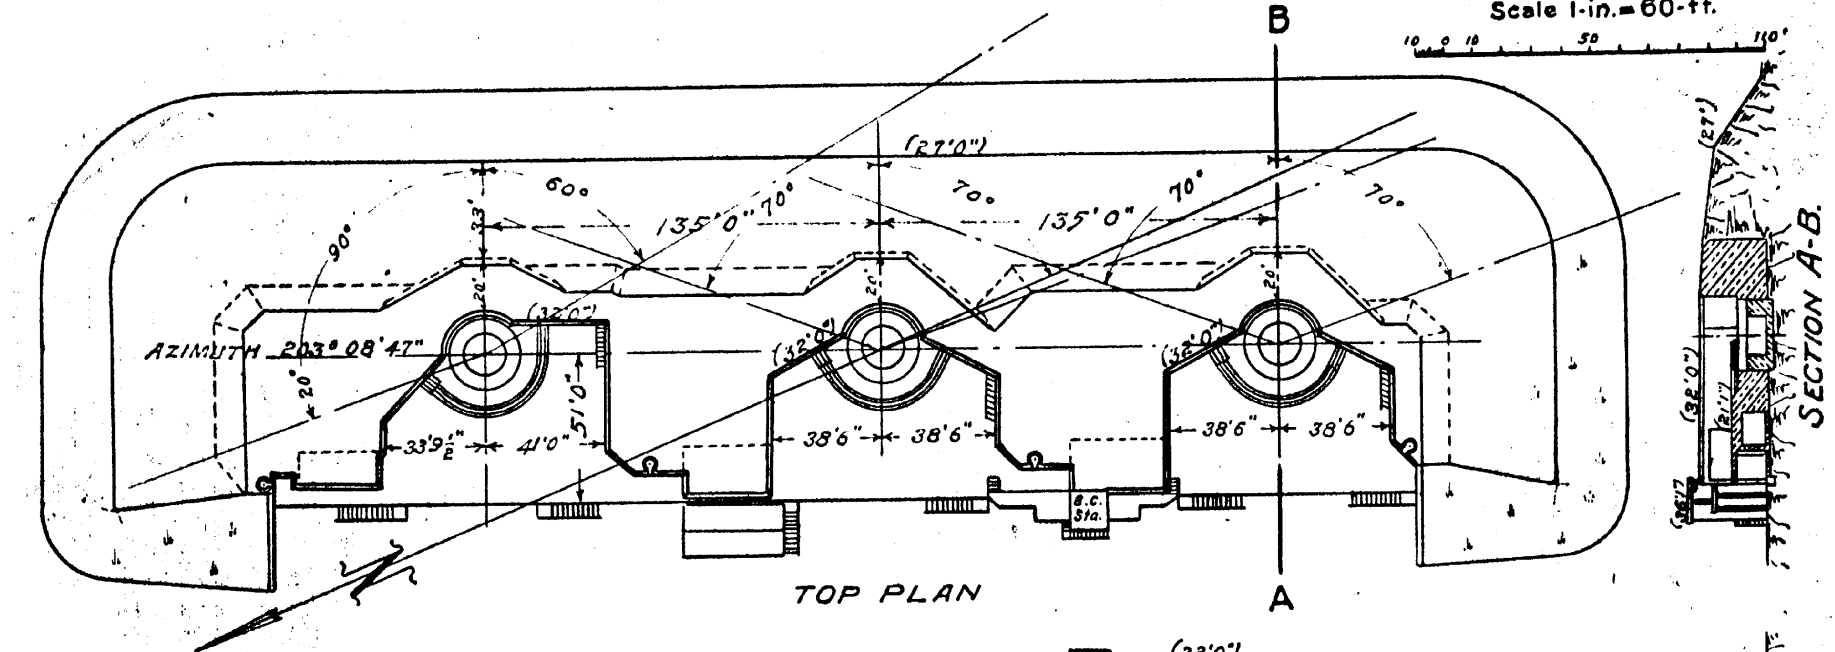 B
Scale 1-in.=60-ft.
10 0 10 50 110'
(27'0")
60° 70° 70° 70° 70°
33' 135'0" 135'0"
90°
20' 20' 20'
(32'0") (32'0") (32'0")
AZIMUTH 203° 08' 47"
20°
51'0"
33'9½" 41'0" 38'6" 38'6" 38'6" 38'6"
B.C.
Sta.
TOP PLAN
A
(27')
(32'0")
(21'7")
SECTION A-B.
(33'0")